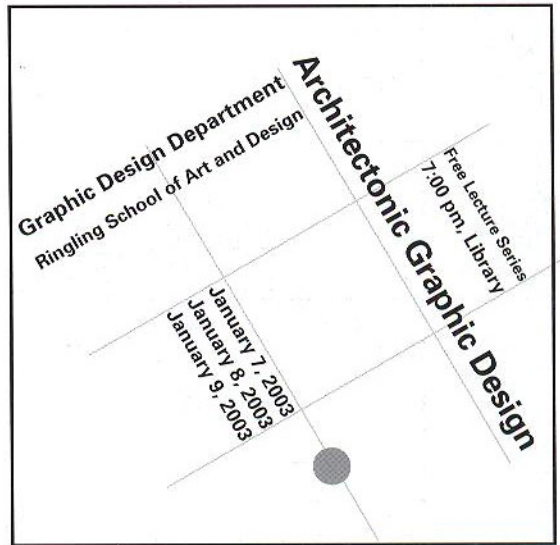 Graphic Design Department
Ringling School of Art and Design
Architectonic Graphic Design
Free Lecture Series
7:00 pm, Library
January 7, 2003
January 8, 2003
January 9, 2003